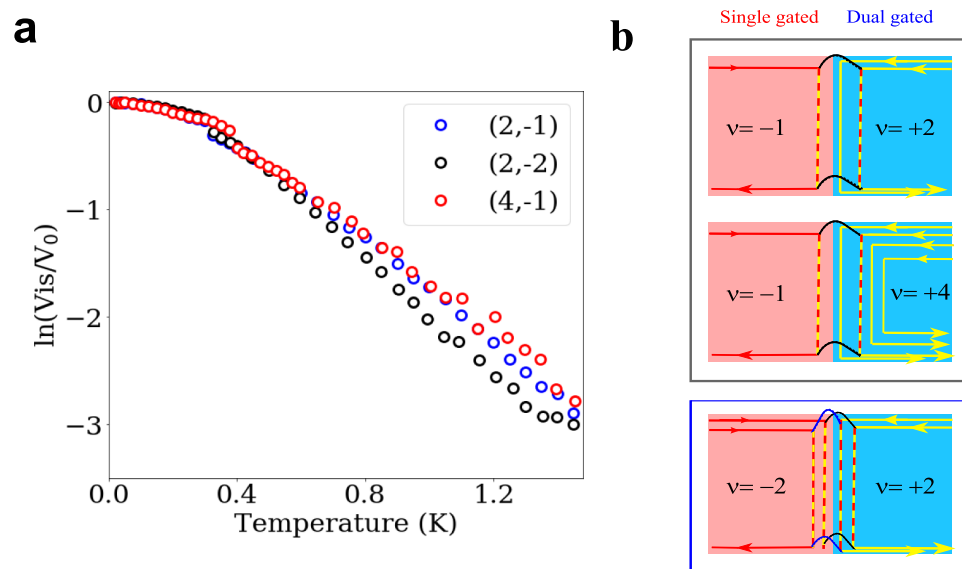 a
0
−1
−2
−3
ln(Vis/V₀)
0.0 0.4 0.8 1.2
Temperature (K)
(2,-1)
(2,-2)
(4,-1)
b
Single gated Dual gated
ν= −1 ν= +2
ν= −1 ν= +4
ν= −2 ν= +2